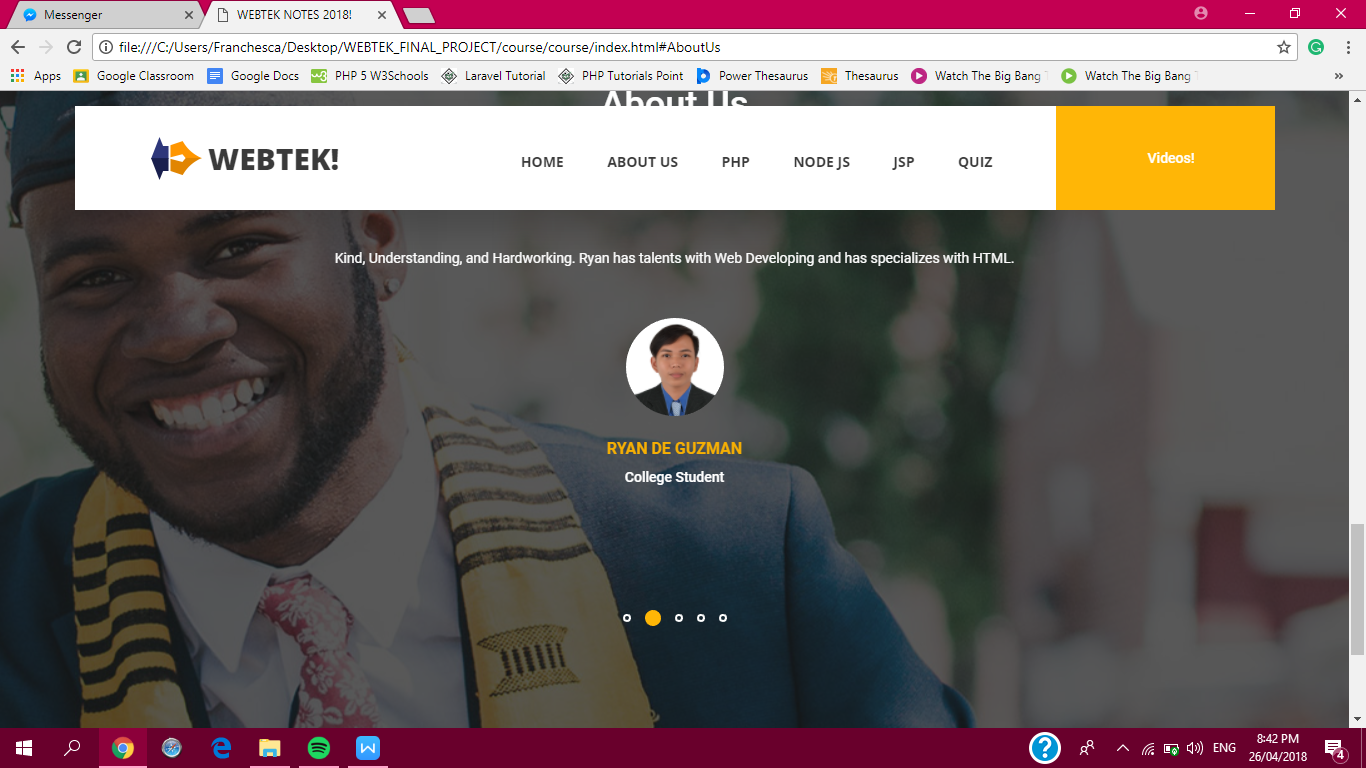 Messenger
WEBTEK NOTES 2018!
file:///C:/Users/Franchesca/Desktop/WEBTEK_FINAL_PROJECT/course/course/index.html#AboutUs
Apps Google Classroom Google Docs PHP 5 W3Schools Laravel Tutorial PHP Tutorials Point Power Thesaurus Thesaurus Watch The Big Bang Watch The Big Bang
About Us
WEBTEK! HOME ABOUT US PHP NODE JS JSP QUIZ Videos!
Kind, Understanding, and Hardworking. Ryan has talents with Web Developing and has specializes with HTML.
RYAN DE GUZMAN
College Student
ENG
8:42 PM
26/04/2018
4